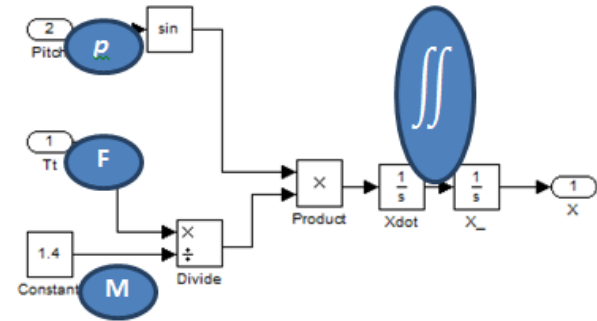 2
Pitch
p
sin
∬
1
Tt
F
×
Product
1
s
Xdot
1
s
X_
1
X
1.4
Constant
M
×
÷
Divide